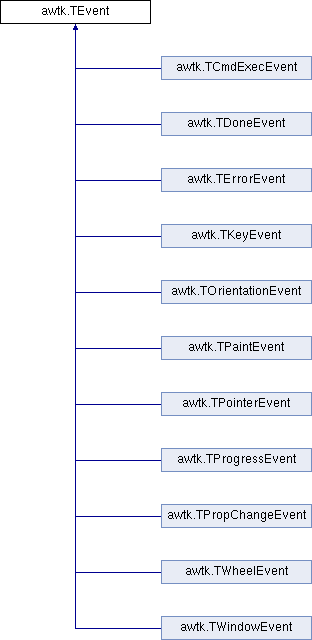 awtk.TEvent
awtk.TCmdExecEvent
awtk.TDoneEvent
awtk.TErrorEvent
awtk.TKeyEvent
awtk.TOrientationEvent
awtk.TPaintEvent
awtk.TPointerEvent
awtk.TProgressEvent
awtk.TPropChangeEvent
awtk.TWheelEvent
awtk.TWindowEvent